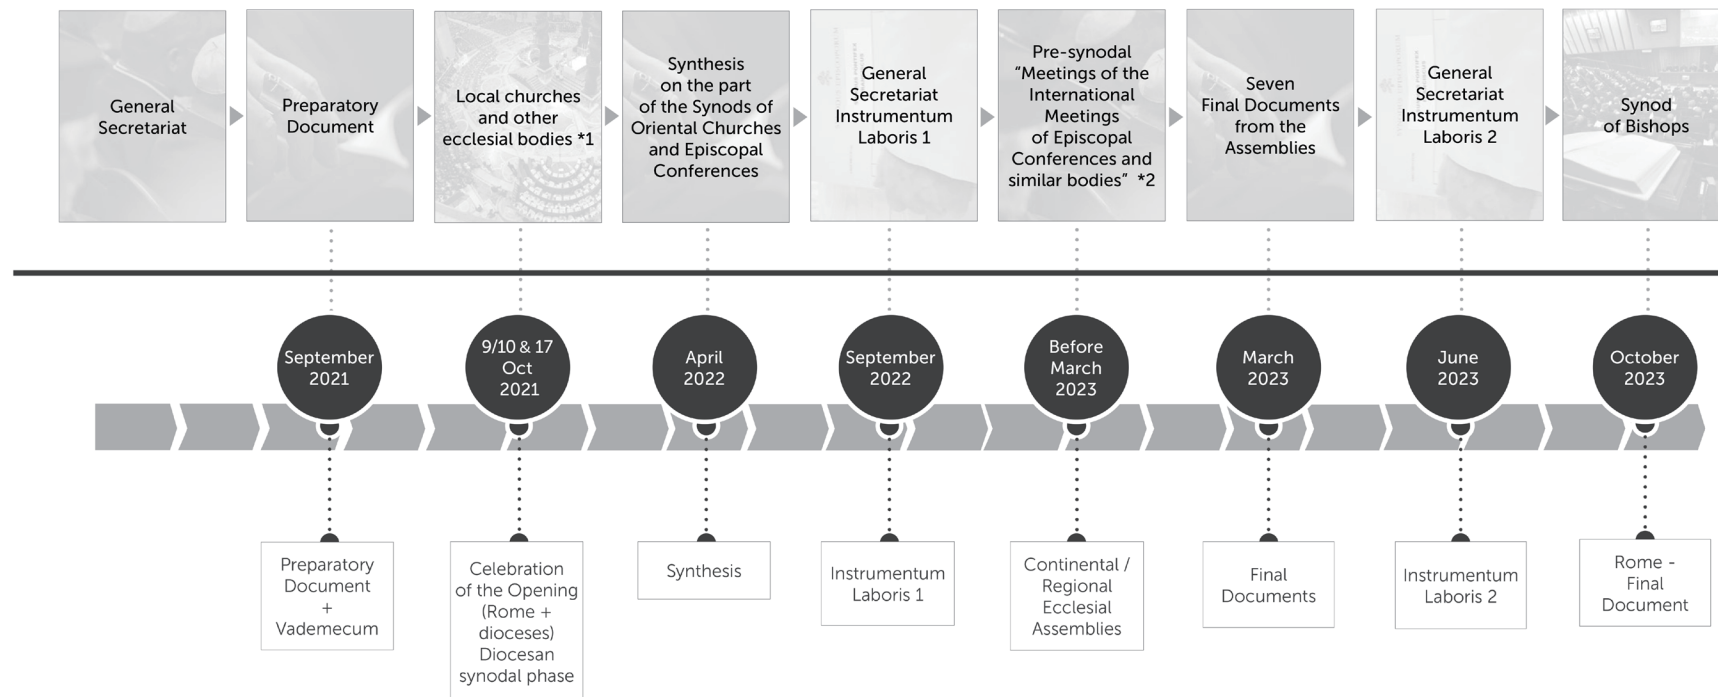 General
Secretariat
Preparatory
Document
Local churches
and other
ecclesial bodies *1
Synthesis
on the part
of the Synods of
Oriental Churches
and Episcopal
Conferences
General
Secretariat
Instrumentum
Laboris 1
Pre-synodal
“Meetings of the
International
Meetings
of Episcopal
Conferences and
similar bodies” *2
Seven
Final Documents
from the
Assemblies
General
Secretariat
Instrumentum
Laboris 2
Synod
of Bishops
September
2021
9/10 & 17
Oct
2021
April
2022
September
2022
Before
March
2023
March
2023
June
2023
October
2023
Preparatory
Document
+
Vademecum
Celebration
of the Opening
(Rome +
dioceses)
Diocesan
synodal phase
Synthesis
Instrumentum
Laboris 1
Continental /
Regional
Ecclesial
Assemblies
Final
Documents
Instrumentum
Laboris 2
Rome -
Final
Document